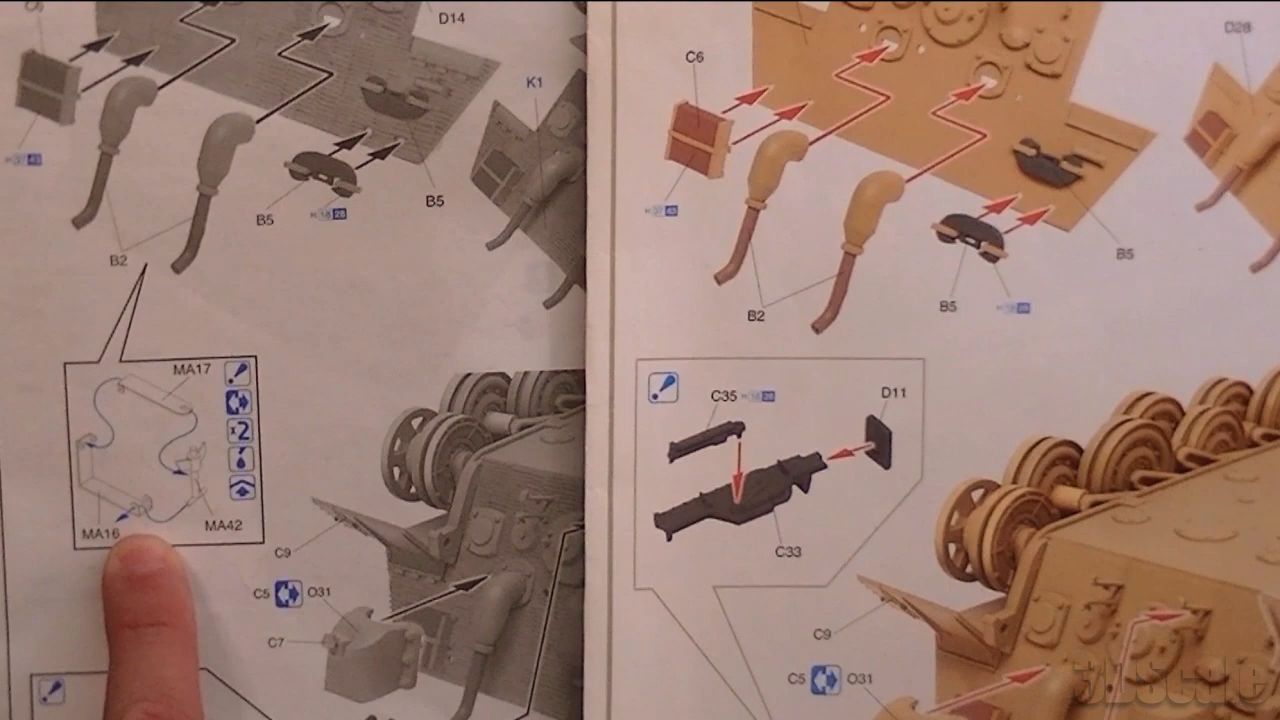 D14
K1
B5
B5
B2
MA17
x2
MA16
MA42
C9
C5
O31
C7
C6
D28
B5
B5
B2
C35
D11
C33
C9
C5
O31